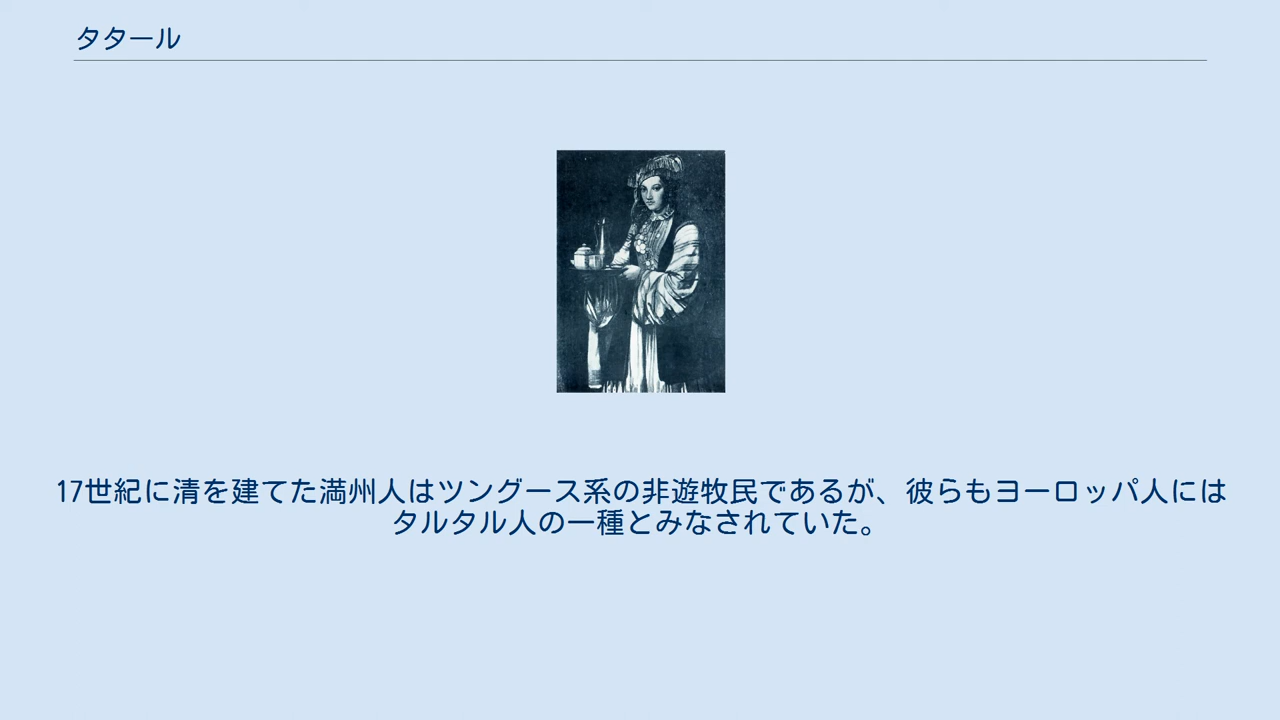 タタール
17世紀に清を建てた満州人はツングース系の非遊牧民であるが、彼らもヨーロッパ人には
タルタル人の一種とみなされていた。